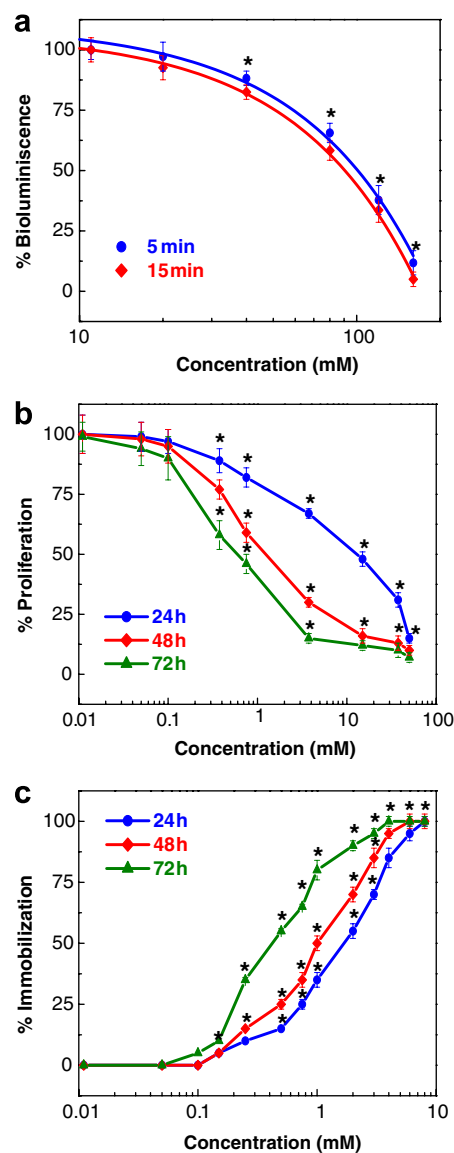 a
100
75
50
25
0
% Bioluminiscence
5 min
15 min
* * * * *
10 100
Concentration (mM)
b
100
75
50
25
0
% Proliferation
24h
48h
72h
* * * * * * * * * * * * * *
0.01 0.1 1 10 100
Concentration (mM)
c
100
75
50
25
0
% Immobilization
24h
48h
72h
0.01 0.1 1 10
Concentration (mM)